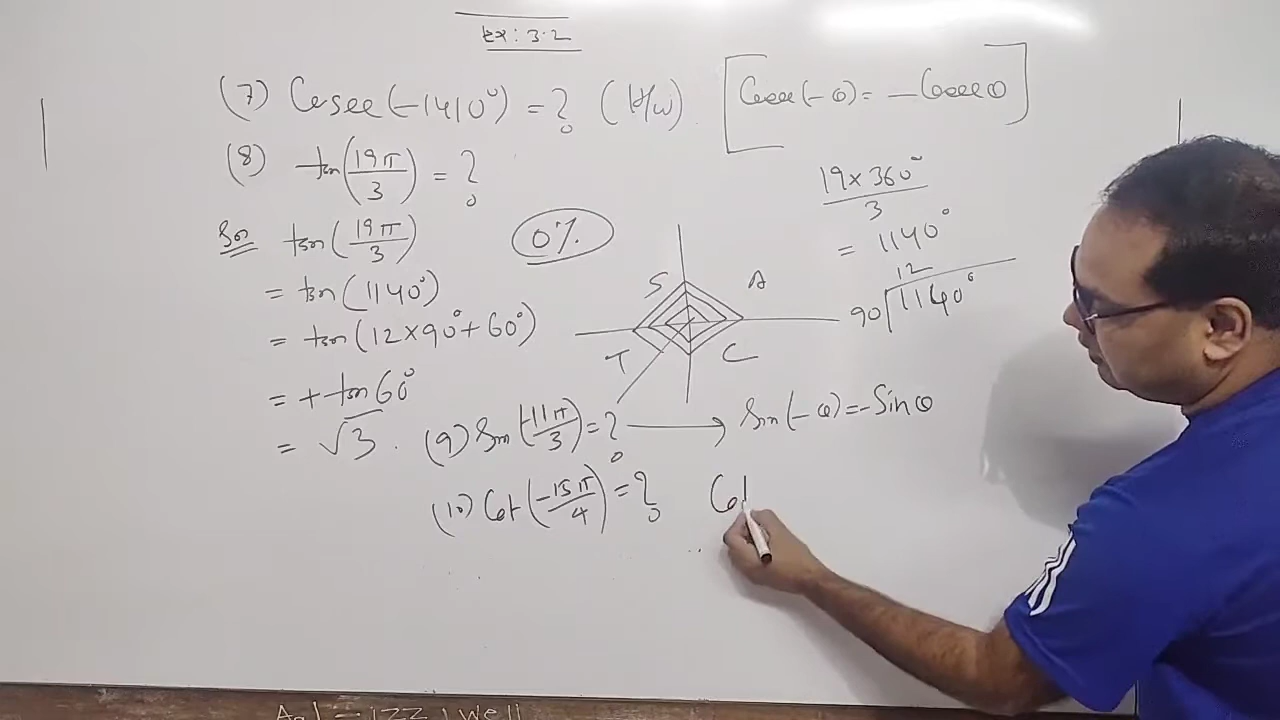 Ex: 3.2
(7) Cosec(-1410°) = ? (H/W). [Cosec(-θ) = -Cosecθ]
(8) tan(19π/3) = ?
Sol tan(19π/3)
= tan(1140°)
= tan(12×90°+60°)
= + tan60°
= √3.
0%
S A
T C
19×360°/3
= 1140°
12
90 1140°
(9) Sin(-11π/3) = ? → Sin(-θ) = -Sinθ
(10) Cot(-15π/4) = ? Cot